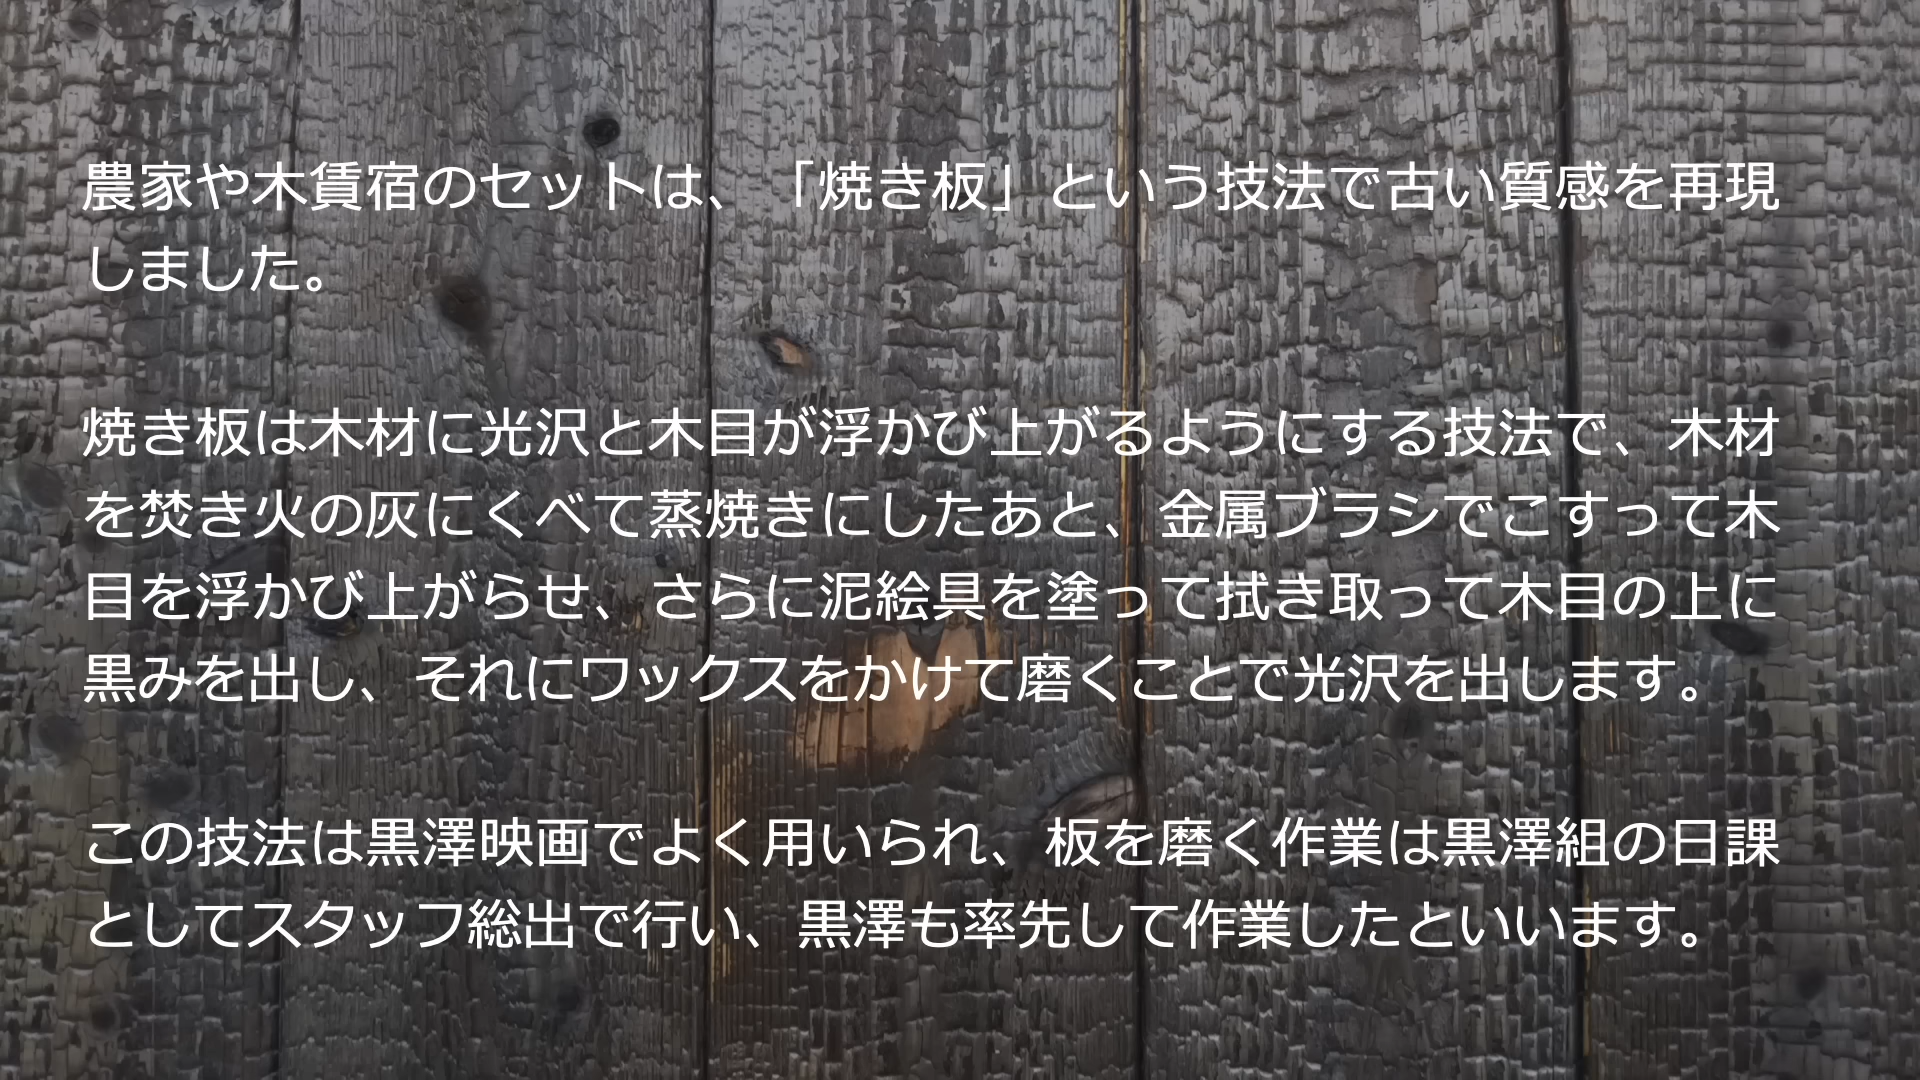 農家や木賃宿のセットは、「焼き板」という技法で古い質感を再現
しました。
焼き板は木材に光沢と木目が浮かび上がるようにする技法で、木材
を焚き火の灰にくべて蒸焼きにしたあと、金属ブラシでこすって木
目を浮かび上がらせ、さらに泥絵具を塗って拭き取って木目の上に
黒みを出し、それにワックスをかけて磨くことで光沢を出します。
この技法は黒澤映画でよく用いられ、板を磨く作業は黒澤組の日課
としてスタッフ総出で行い、黒澤も率先して作業したといいます。